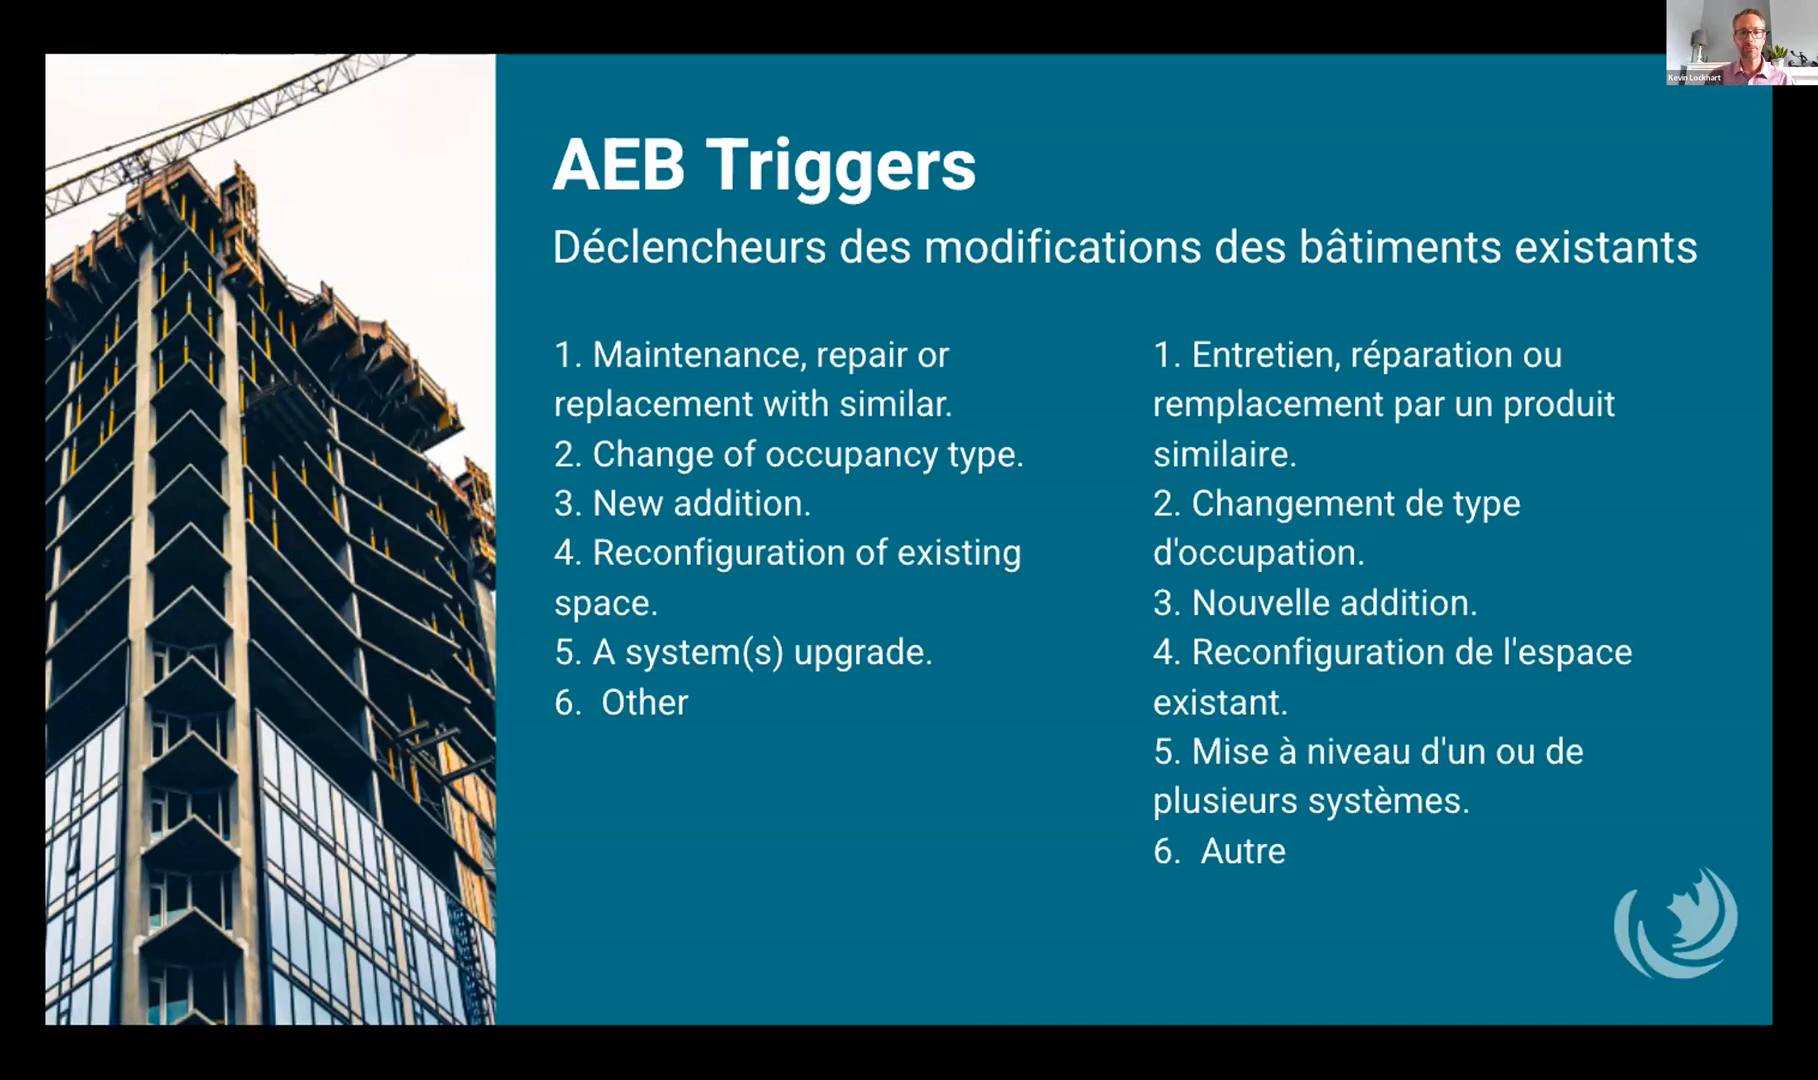 Kevin Lockhart
AEB Triggers
Déclencheurs des modifications des bâtiments existants
1. Maintenance, repair or
replacement with similar.
2. Change of occupancy type.
3. New addition.
4. Reconfiguration of existing
space.
5. A system(s) upgrade.
6.  Other
1. Entretien, réparation ou
remplacement par un produit
similaire.
2. Changement de type
d'occupation.
3. Nouvelle addition.
4. Reconfiguration de l'espace
existant.
5. Mise à niveau d'un ou de
plusieurs systèmes.
6.  Autre